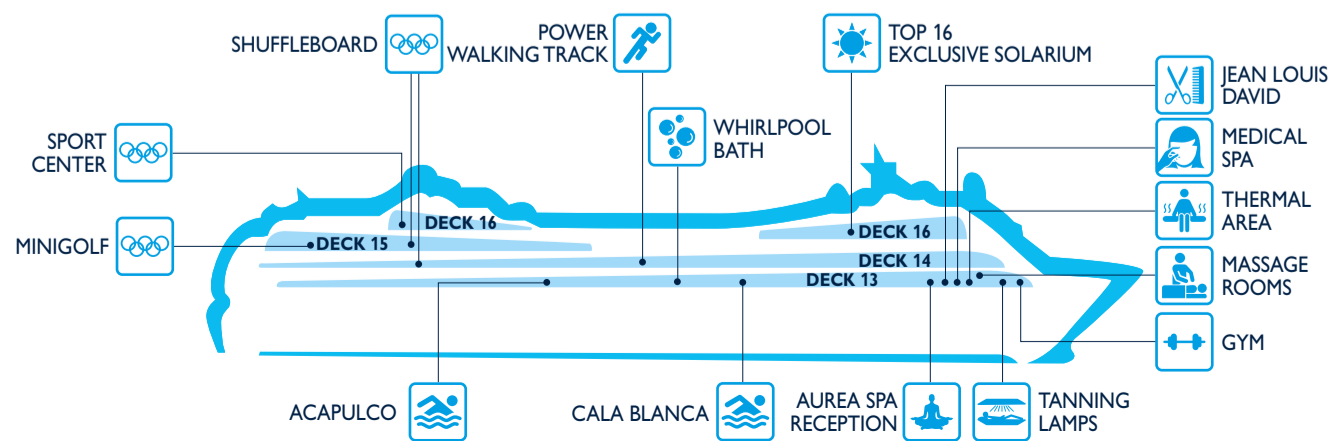 SHUFFLEBOARD
POWER
WALKING TRACK
TOP 16
EXCLUSIVE SOLARIUM
JEAN LOUIS
DAVID
WHIRLPOOL
BATH
SPORT
CENTER
MEDICAL
SPA
THERMAL
AREA
DECK 16
DECK 16
MINIGOLF
DECK 15
DECK 14
DECK 13
MASSAGE
ROOMS
GYM
ACAPULCO
CALA BLANCA
AUREA SPA
RECEPTION
TANNING
LAMPS